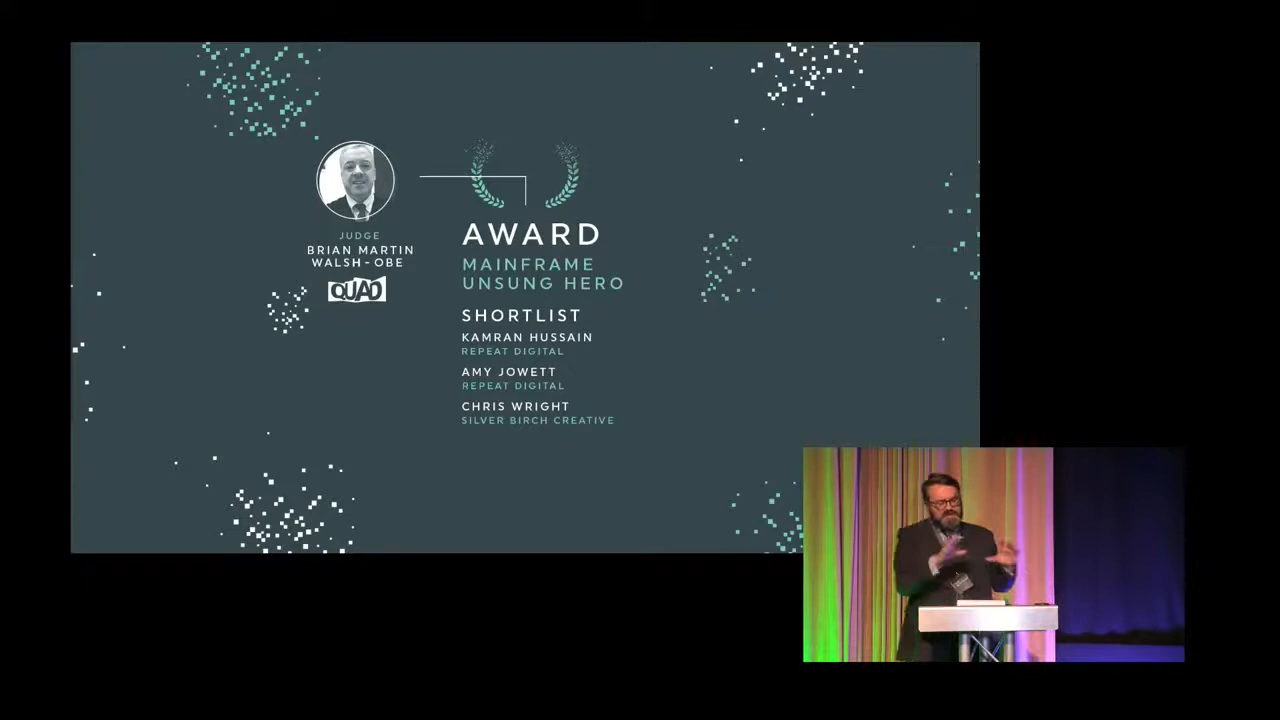 JUDGE
BRIAN MARTIN
WALSH-OBE
QUAD
AWARD
MAINFRAME
UNSUNG HERO
SHORTLIST
KAMRAN HUSSAIN
REPEAT DIGITAL
AMY JOWETT
REPEAT DIGITAL
CHRIS WRIGHT
SILVER BIRCH CREATIVE